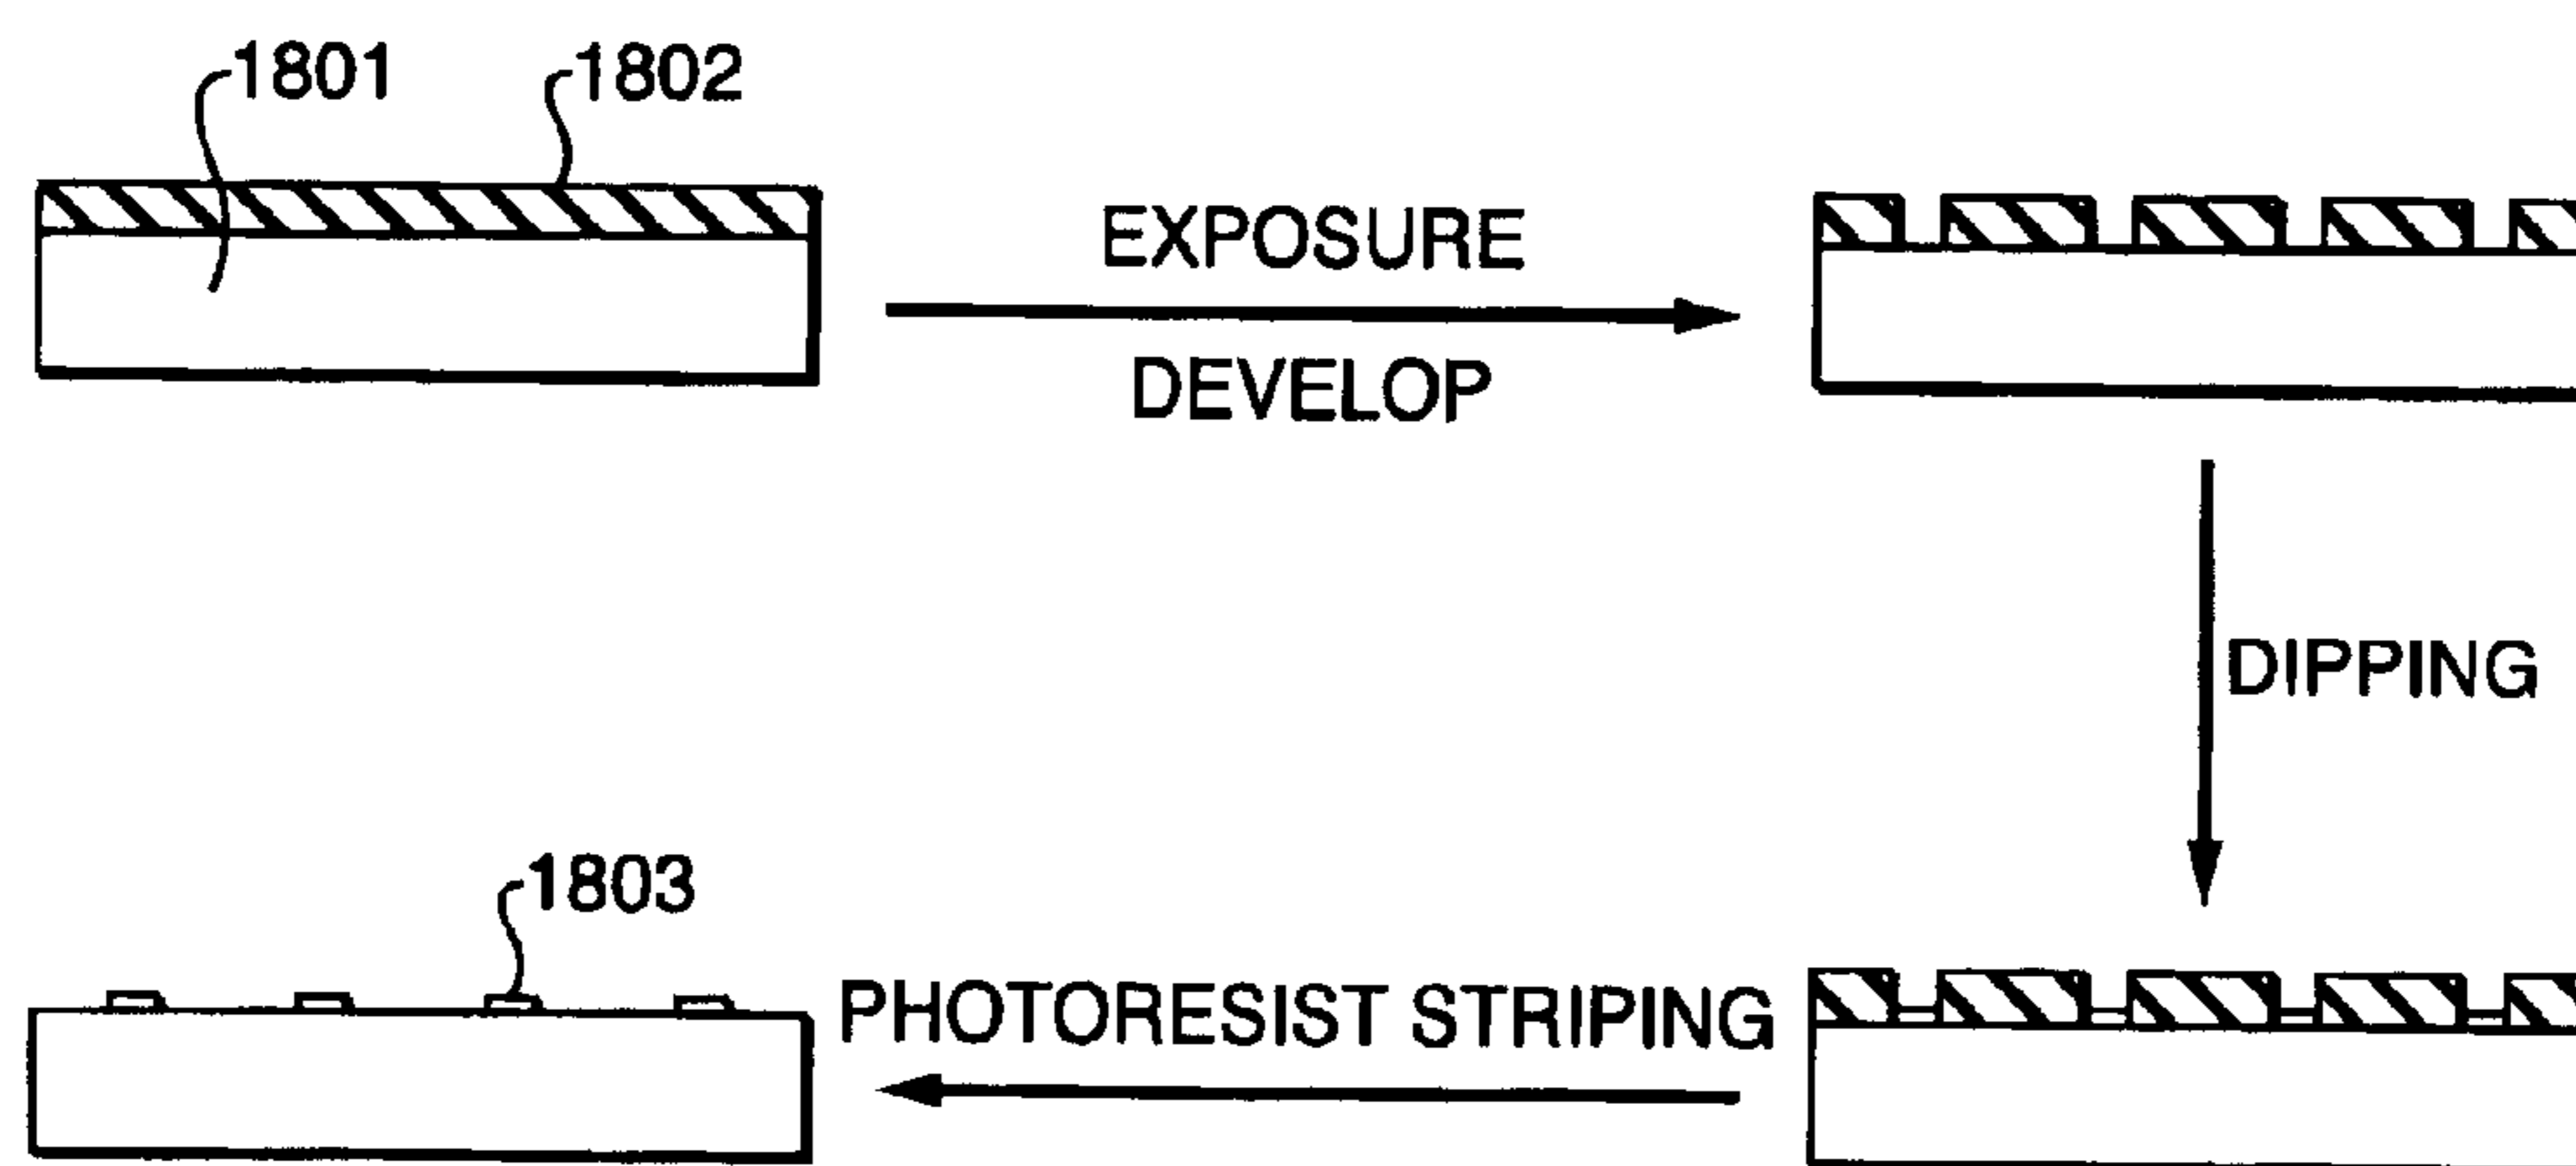 1801
1802
EXPOSURE
DEVELOP
DIPPING
1803
PHOTORESIST STRIPING